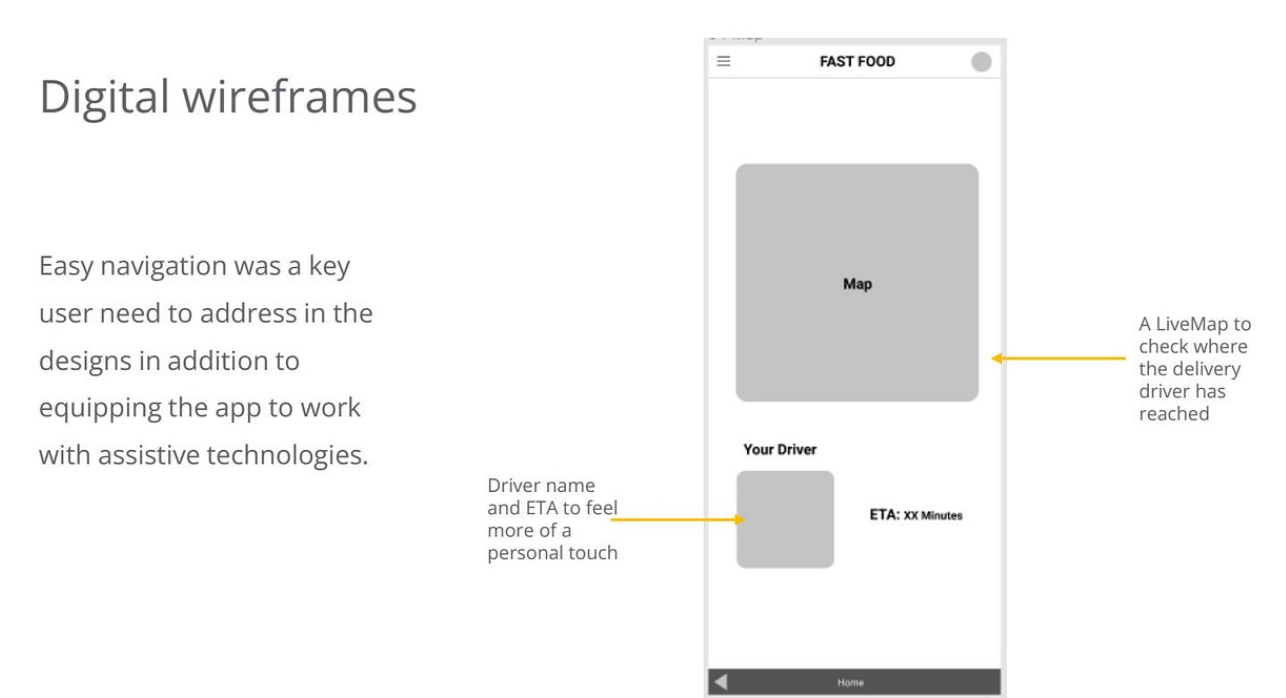 Digital wireframes
Easy navigation was a key
user need to address in the
designs in addition to
equipping the app to work
with assistive technologies.
FAST FOOD
Map
A LiveMap to
check where
the delivery
driver has
reached
Your Driver
Driver name
and ETA to feel
more of a
personal touch
ETA: XX Minutes
Home